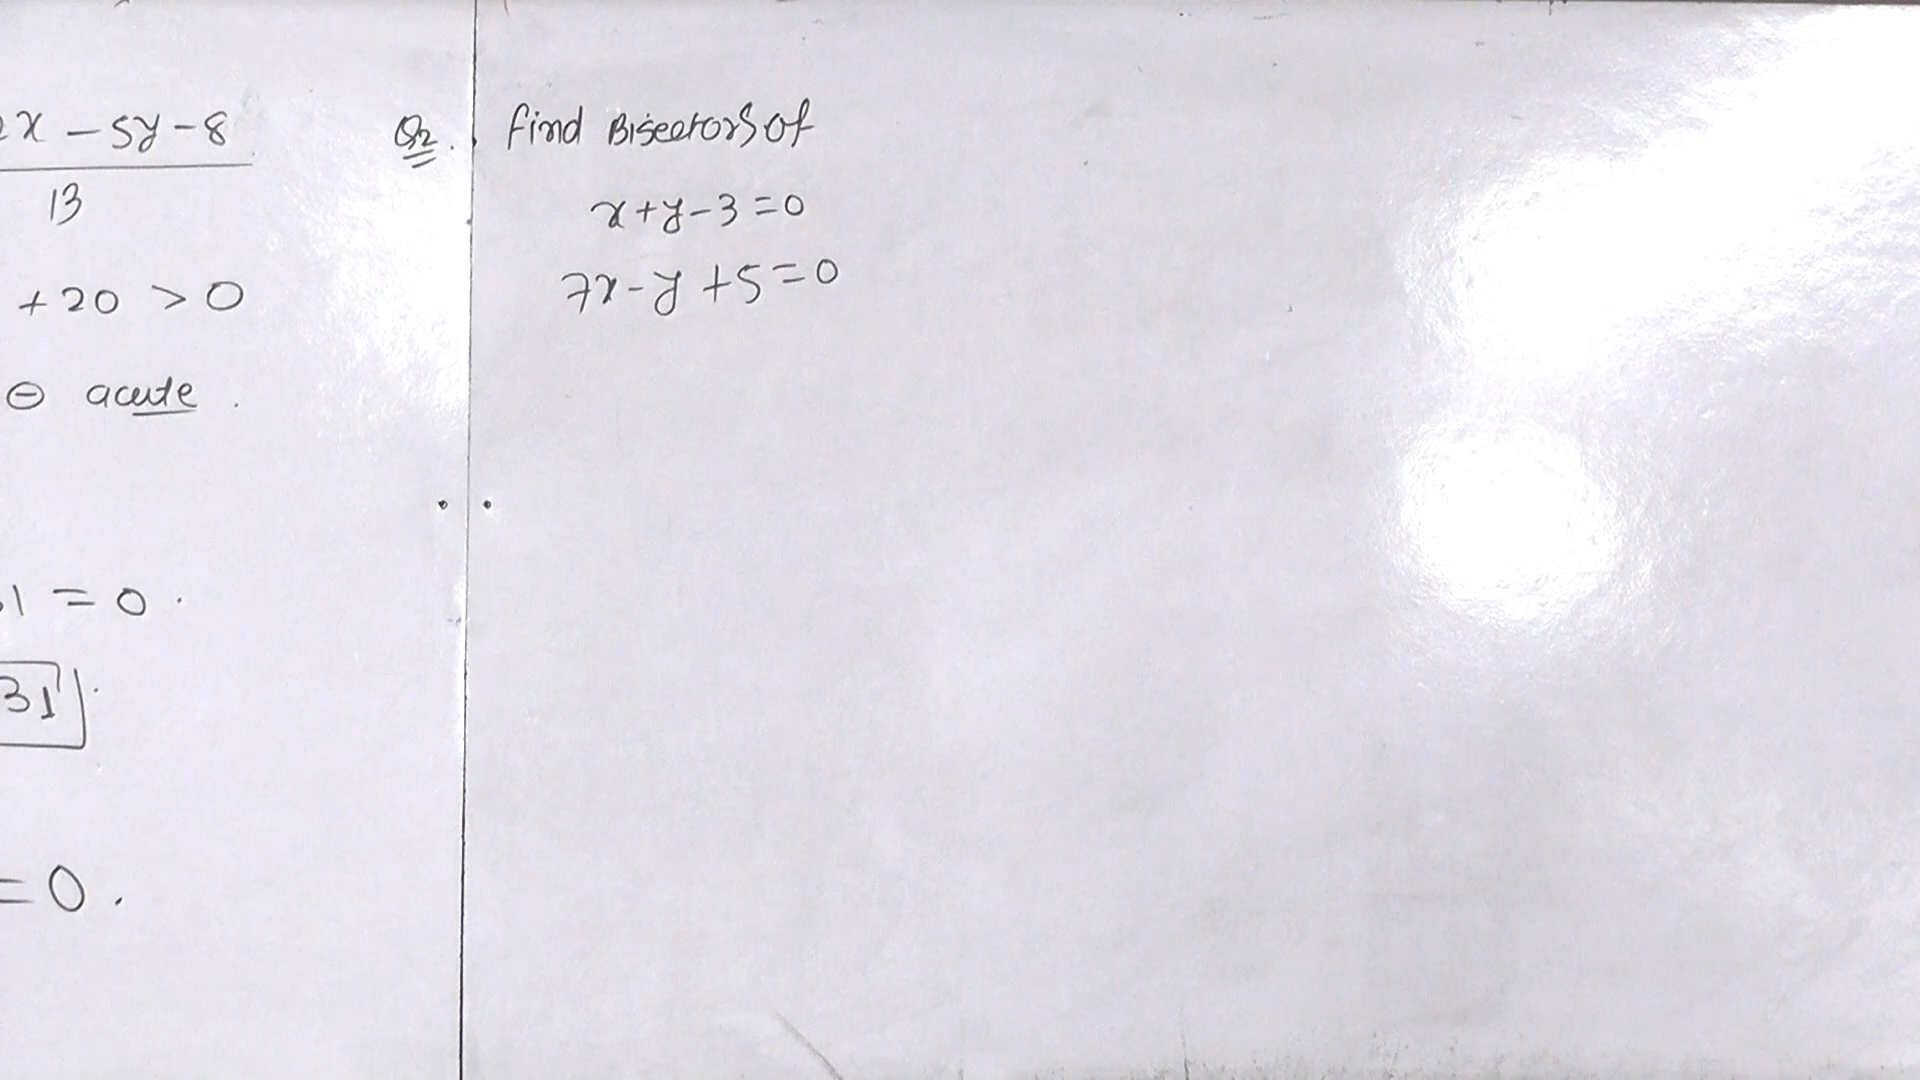 x - 5y - 8
13
+ 20 > 0
θ acute .
1 = 0 .
31 .
= 0 .
Q2 . find Bisectors of
x + y - 3 = 0
7x - y + 5 = 0